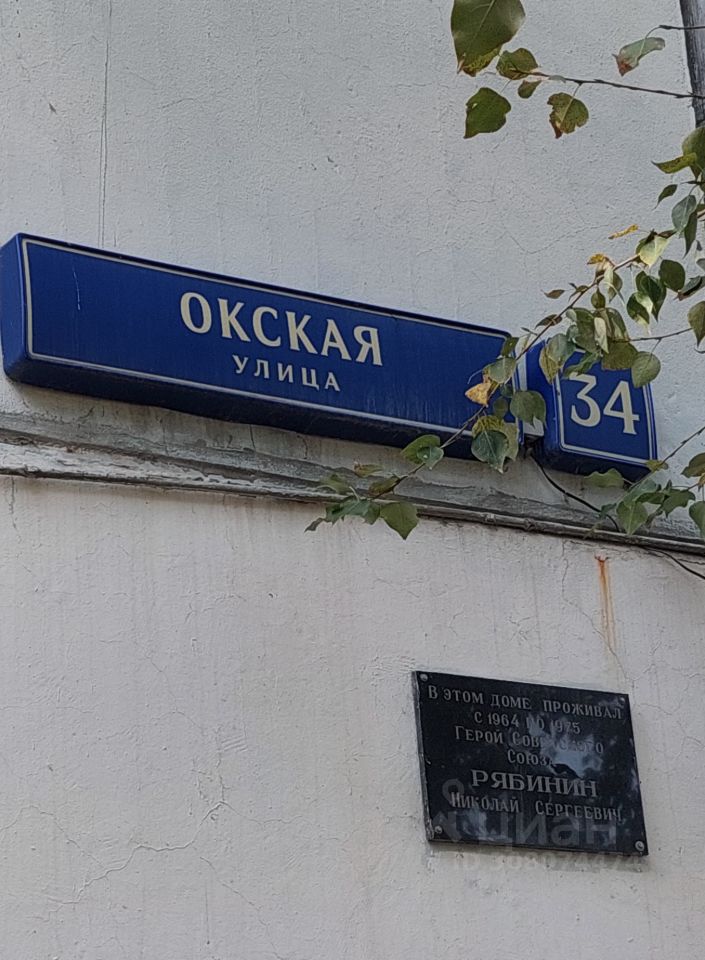 ОКСКАЯ
УЛИЦА
34
В ЭТОМ ДОМЕ ПРОЖИВАЛ
С 1964 ПО 1975
ГЕРОЙ СОВЕТСКОГО
СОЮЗА
РЯБИНИН
НИКОЛАЙ СЕРГЕЕВИЧ
циан